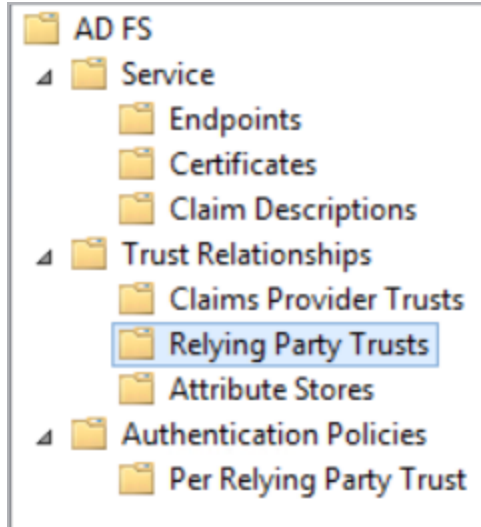 AD FS
Service
Endpoints
Certificates
Claim Descriptions
Trust Relationships
Claims Provider Trusts
Relying Party Trusts
Attribute Stores
Authentication Policies
Per Relying Party Trust